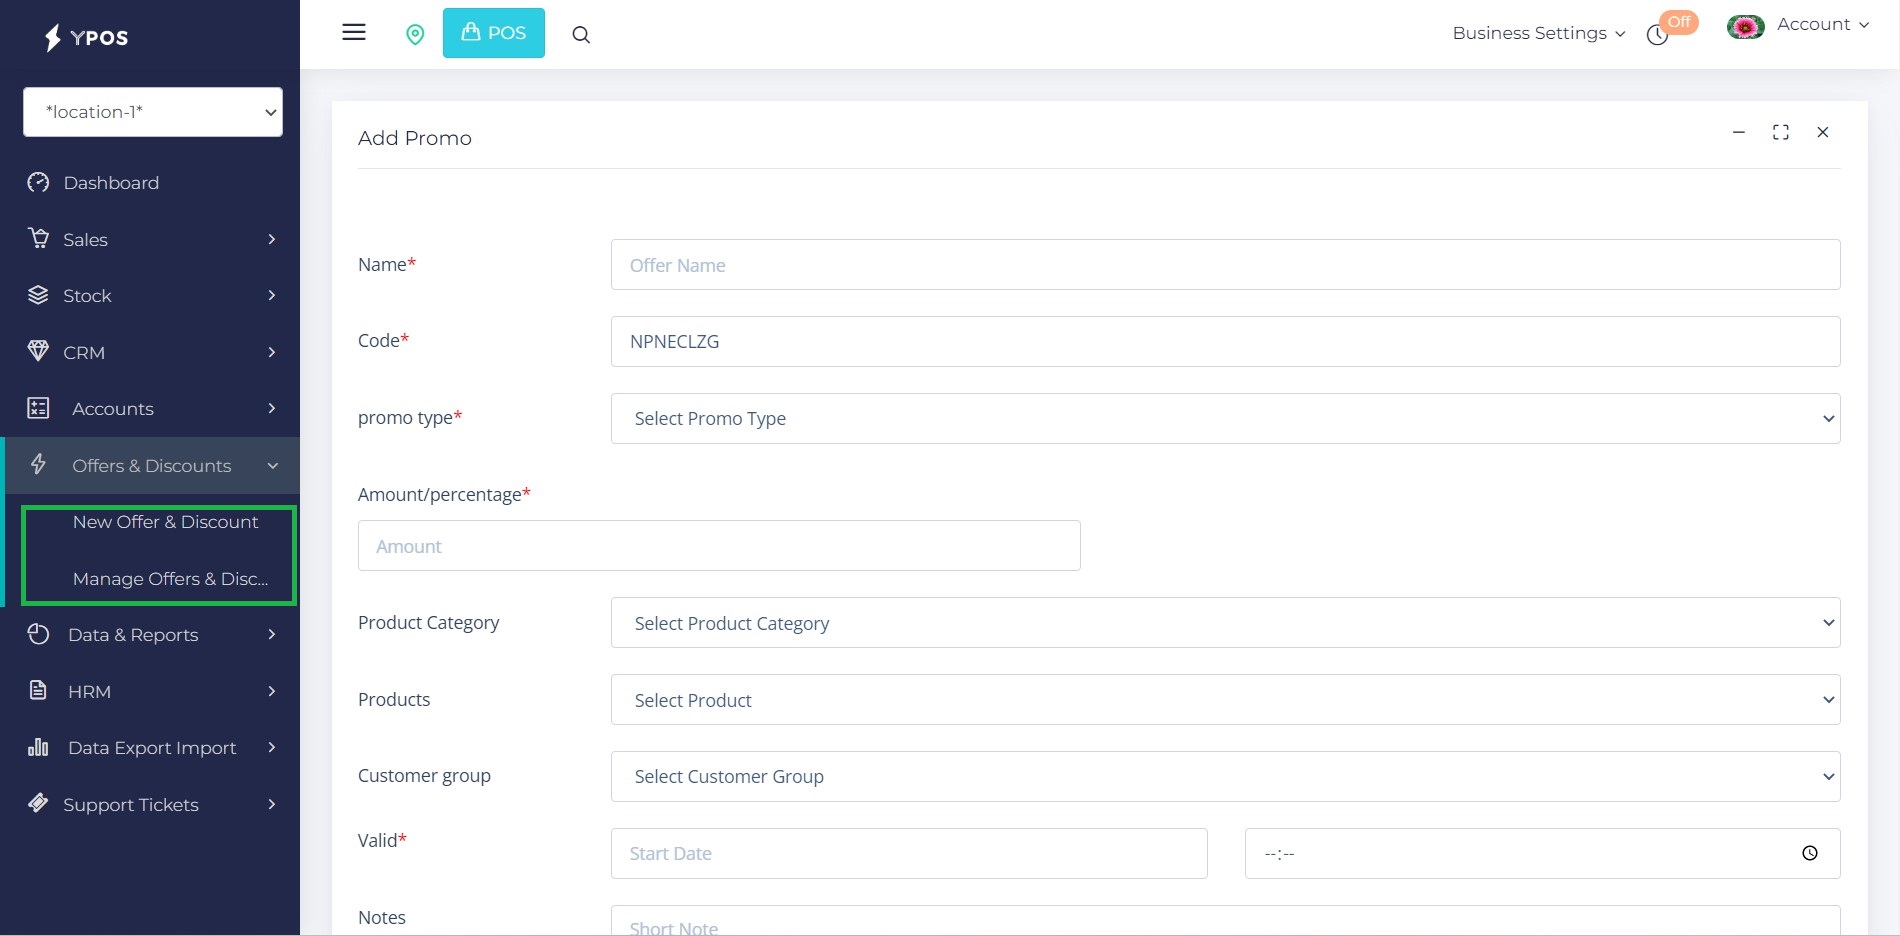 YPOS
POS
Business Settings
Off
Account
*location-1*
Dashboard
Sales
Stock
CRM
Accounts
Offers & Discounts
New Offer & Discount
Manage Offers & Disc...
Data & Reports
HRM
Data Export Import
Support Tickets
Add Promo
Name*
Offer Name
Code*
NPNECLZG
promo type*
Select Promo Type
Amount/percentage*
Amount
Product Category
Select Product Category
Products
Select Product
Customer group
Select Customer Group
Valid*
Start Date
--:--
Notes
Short Note